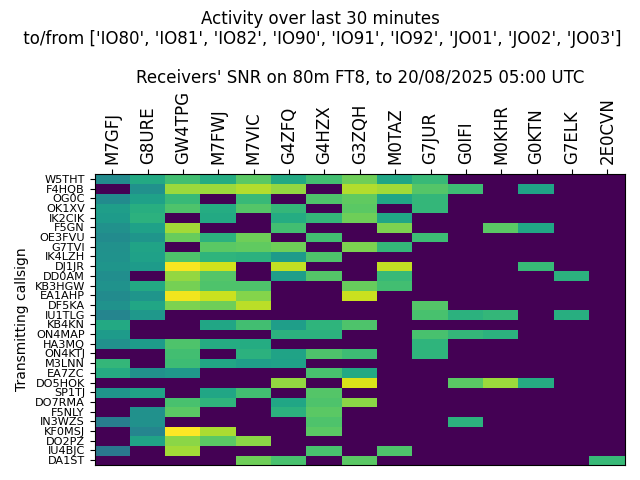 Activity over last 30 minutes
to/from ['IO80', 'IO81', 'IO82', 'IO90', 'IO91', 'IO92', 'JO01', 'JO02', 'JO03']
Receivers' SNR on 80m FT8, to 20/08/2025 05:00 UTC
M7GFJ
G8URE
GW4TPG
M7FWJ
M7VIC
G4ZFQ
G4HZX
G3ZQH
M0TAZ
G7JUR
G0IFI
M0KHR
G0KTN
G7ELK
2E0CVN
Transmitting callsign
W5THT
F4HQB
OG0C
OK1XV
IK2CIK
F5GN
OE3FVU
G7TVI
IK4LZH
DJ1JR
DD0AM
KB3HGW
EA1AHP
DF5KA
IU1TLG
KB4KN
ON4MAP
HA3MQ
ON4KTJ
M3LNN
EA7ZC
DO5HOK
SP1TJ
DO7RMA
F5NLY
IN3WZS
KF0MSJ
DO2PZ
IU4BJC
DA1ST